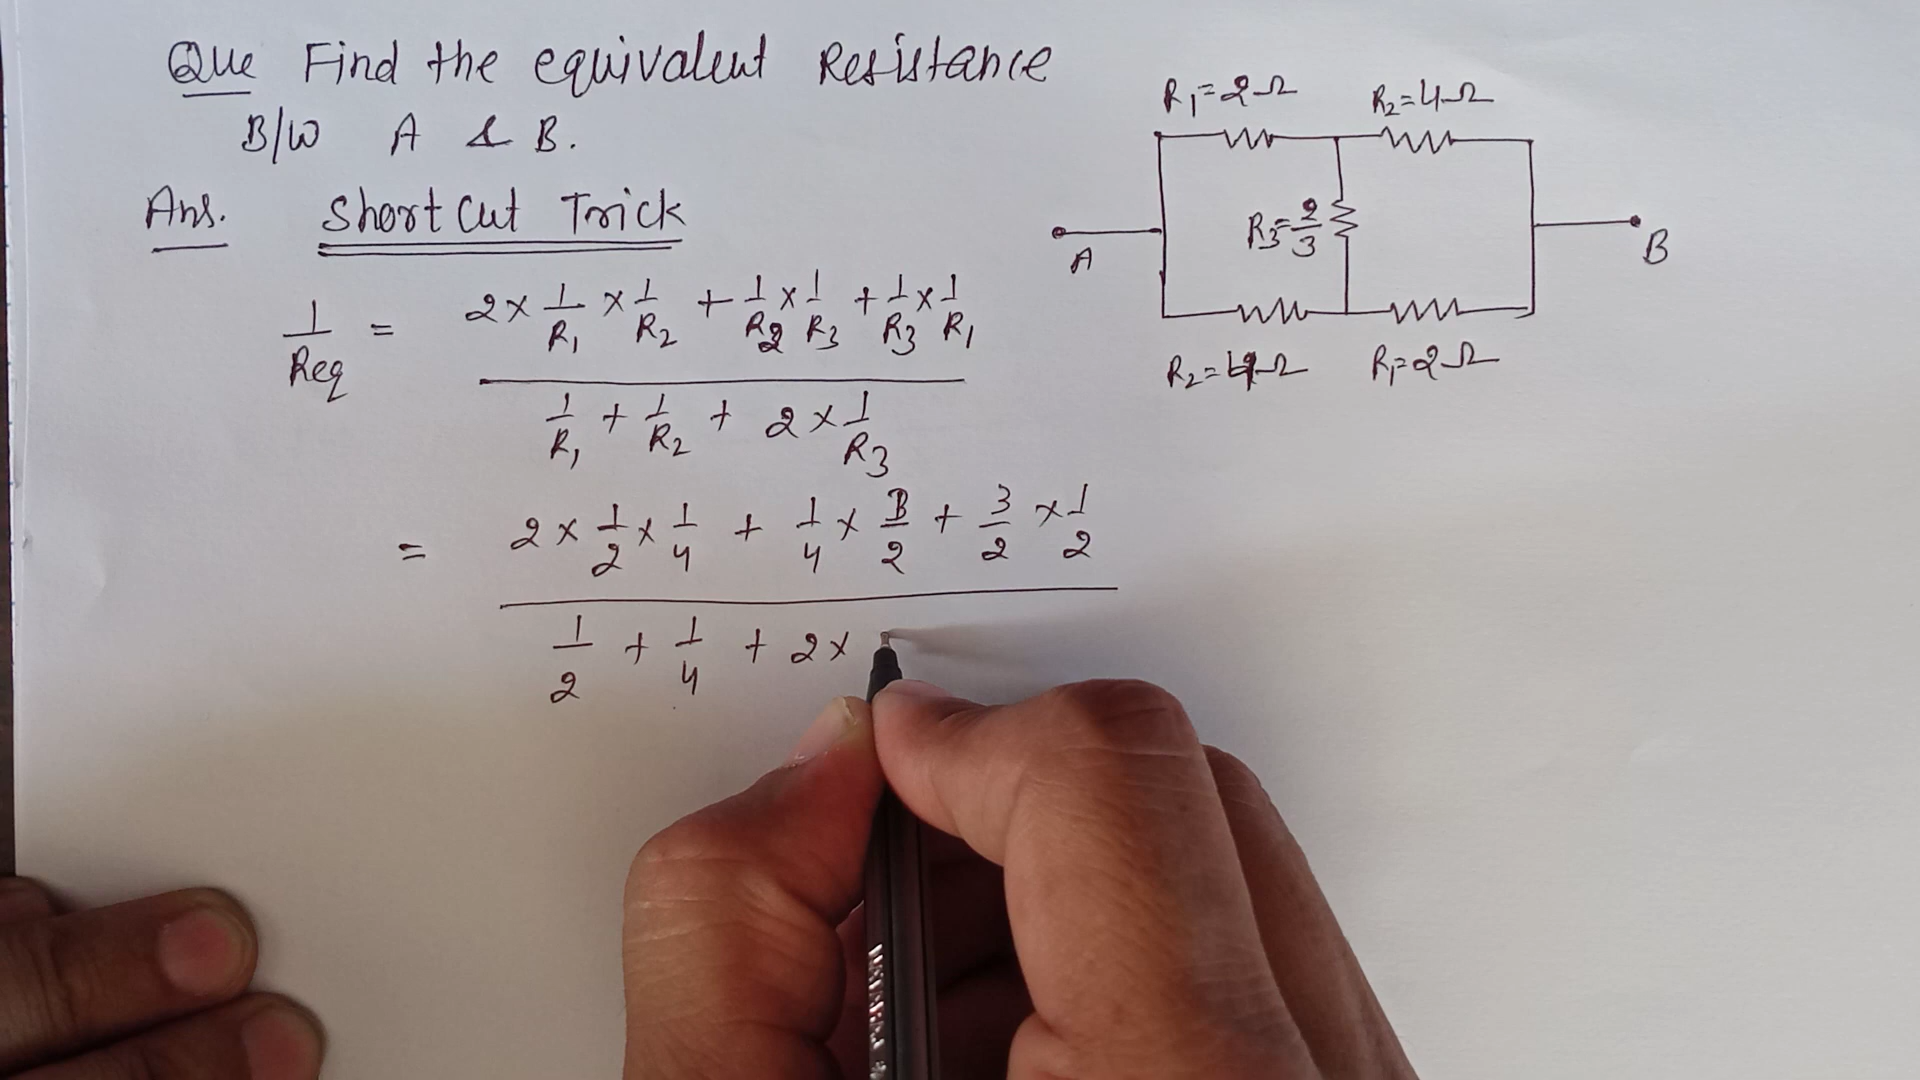 Que Find the equivalent Resistance
B/W A & B.
Ans. Short Cut Trick
1/Req = (2 × 1/R1 × 1/R2 + 1/R2 × 1/R3 + 1/R3 × 1/R1) / (1/R1 + 1/R2 + 2 × 1/R3)
= (2 × 1/2 × 1/4 + 1/4 × 3/2 + 3/2 × 1/2) / (1/2 + 1/4 + 2 ×
R1=2Ω R2=4Ω
R3=2/3
A B
R2=4Ω R1=2Ω